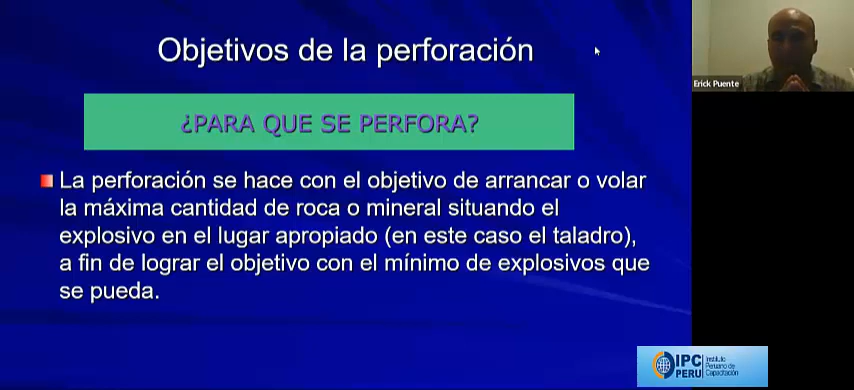 Objetivos de la perforación
¿PARA QUE SE PERFORA?
La perforación se hace con el objetivo de arrancar o volar
la máxima cantidad de roca o mineral situando el
explosivo en el lugar apropiado (en este caso el taladro),
a fin de lograr el objetivo con el mínimo de explosivos que
se pueda.
Erick Puente
IPC
PERU
Instituto
Peruano de
Capacitación